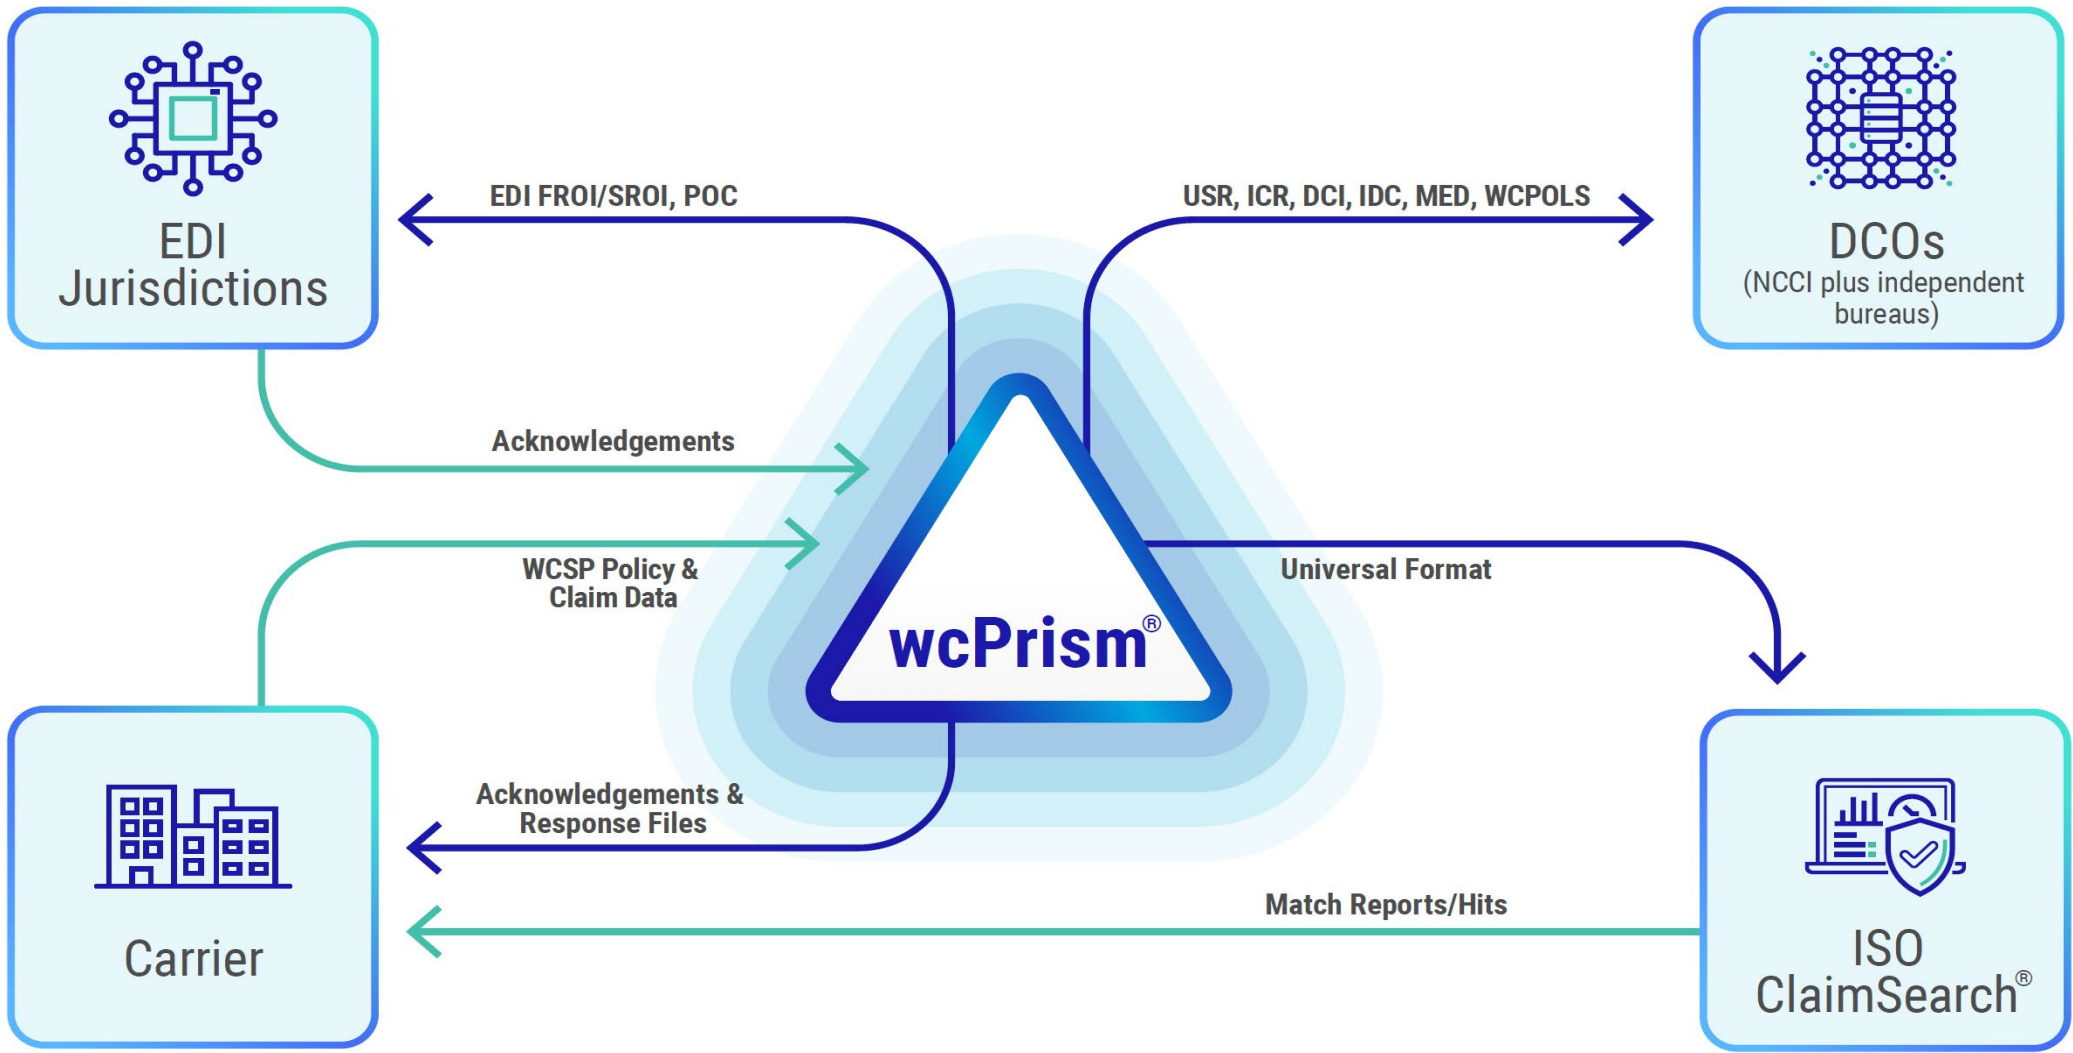 EDI
Jurisdictions
EDI FROI/SROI, POC
USR, ICR, DCI, IDC, MED, WCPOLS
DCOs
(NCCI plus independent
bureaus)
Acknowledgements
WCSP Policy &
Claim Data
Universal Format
wcPrism®
Acknowledgements &
Response Files
Match Reports/Hits
Carrier
ISO
ClaimSearch®